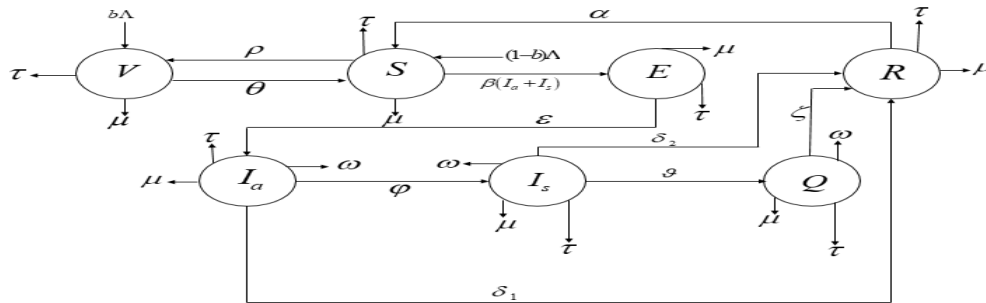 bΛ
τ
α
τ
ρ
(1–b)Λ
μ
τ
V
S
E
R
μ
θ
β(I_a + I_s)
μ
μ
ε
τ
τ
δ_2
ζ
ω
ω
ω
μ
I_a
φ
I_s
ϑ
Q
μ
τ
μ
τ
δ_1